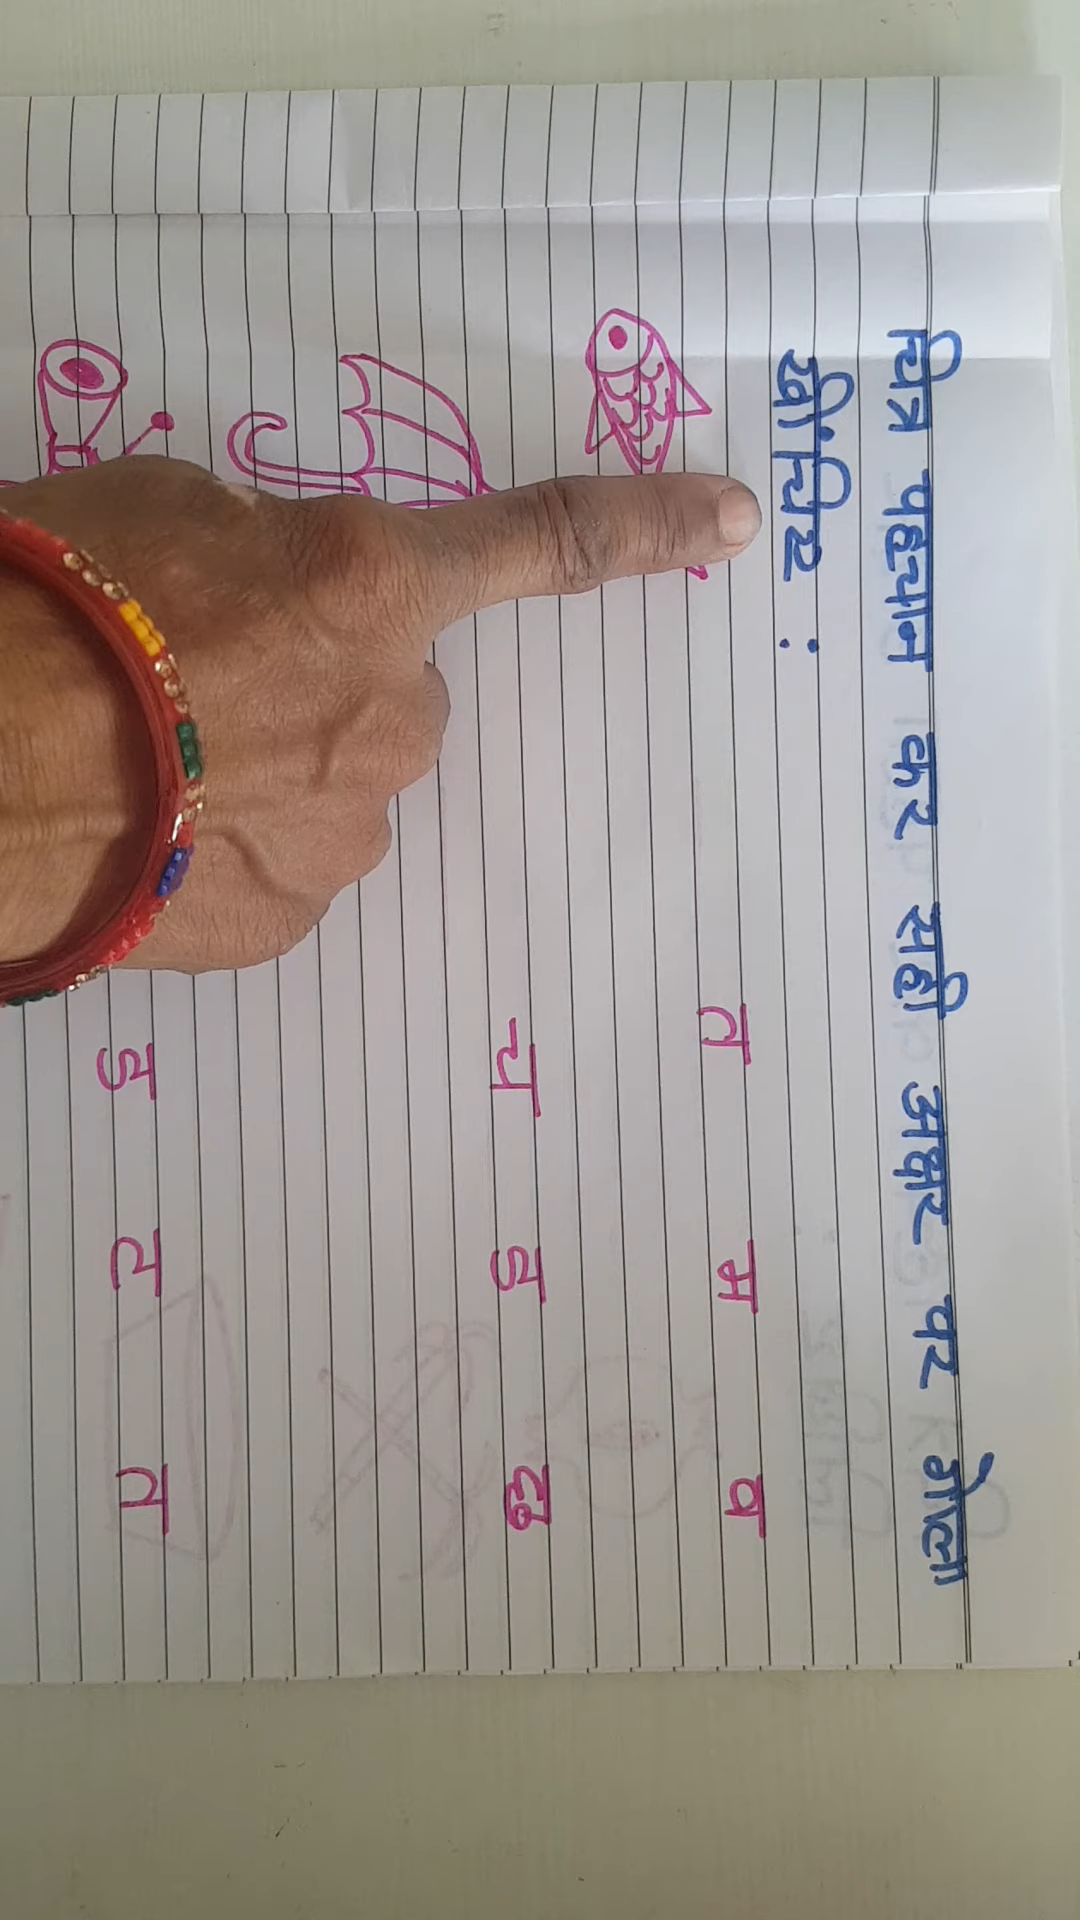 चित्र पहचान कर सही अक्षर पर गोला
खींचिए :
त म ब
च ड छ
ड ट त